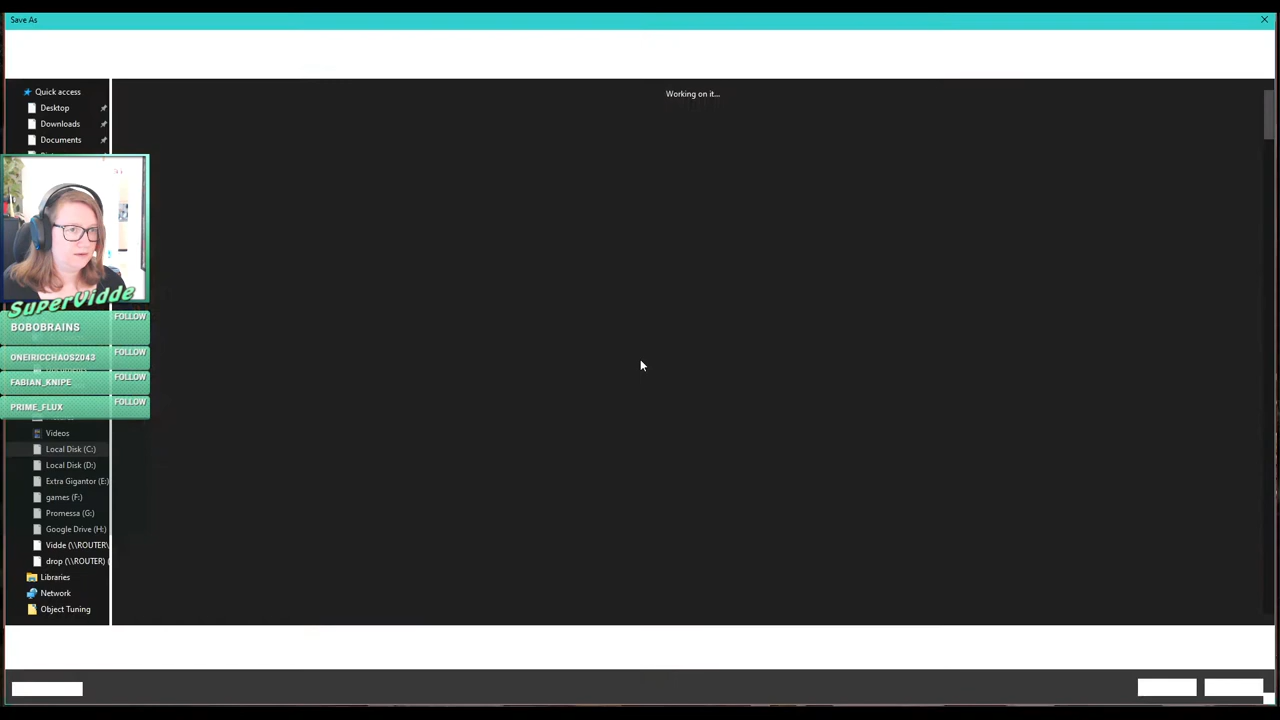 Save As
Working on it...
Quick access
Desktop
Downloads
Documents
SuperVidde
FOLLOW
BOBOBRAINS
FOLLOW
ONEIRICCHAOS2043
FOLLOW
FABIAN_KNIPE
FOLLOW
PRIME_FLUX
Videos
Local Disk (C:)
Local Disk (D:)
Extra Gigantor (E:)
games (F:)
Promessa (G:)
Google Drive (H:)
Vidde (\\ROUTER\
drop (\\ROUTER) (
Libraries
Network
Object Tuning